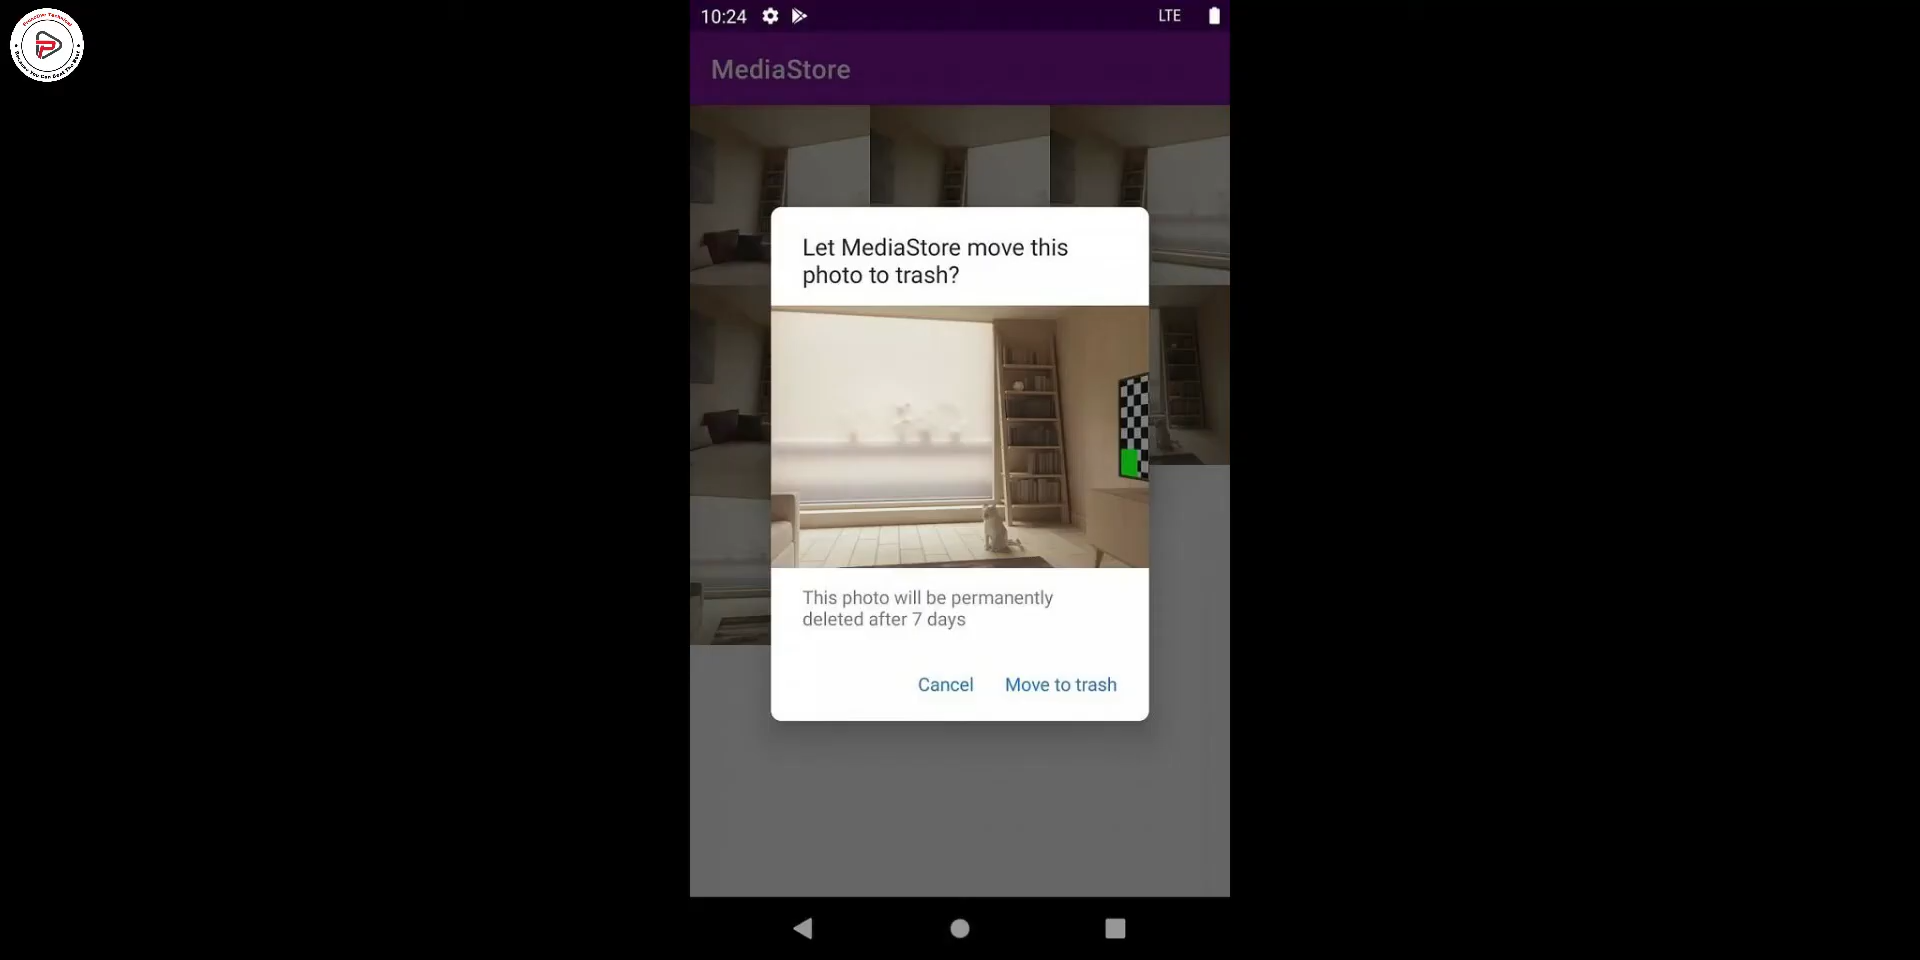 10:24
LTE
MediaStore
Let MediaStore move this
photo to trash?
This photo will be permanently
deleted after 7 days
Cancel
Move to trash